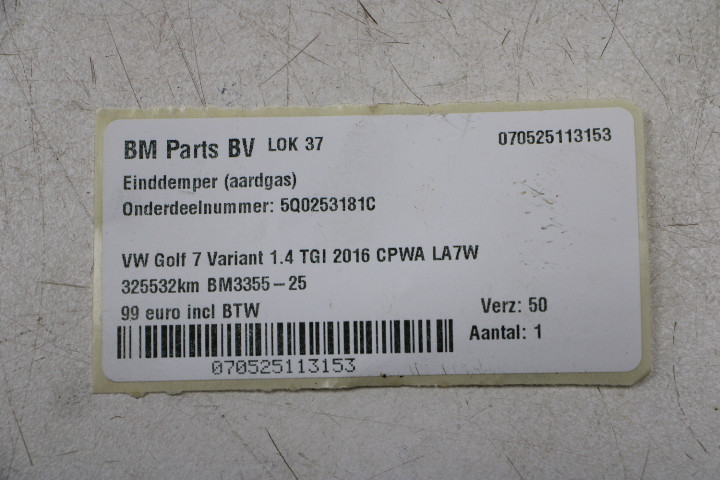 BM Parts BV LOK 37 070525113153
Einddemper (aardgas)
Onderdeelnummer: 5Q0253181C
VW Golf 7 Variant 1.4 TGI 2016 CPWA LA7W
325532km BM3355-25
99 euro incl BTW Verz: 50
Aantal: 1
070525113153